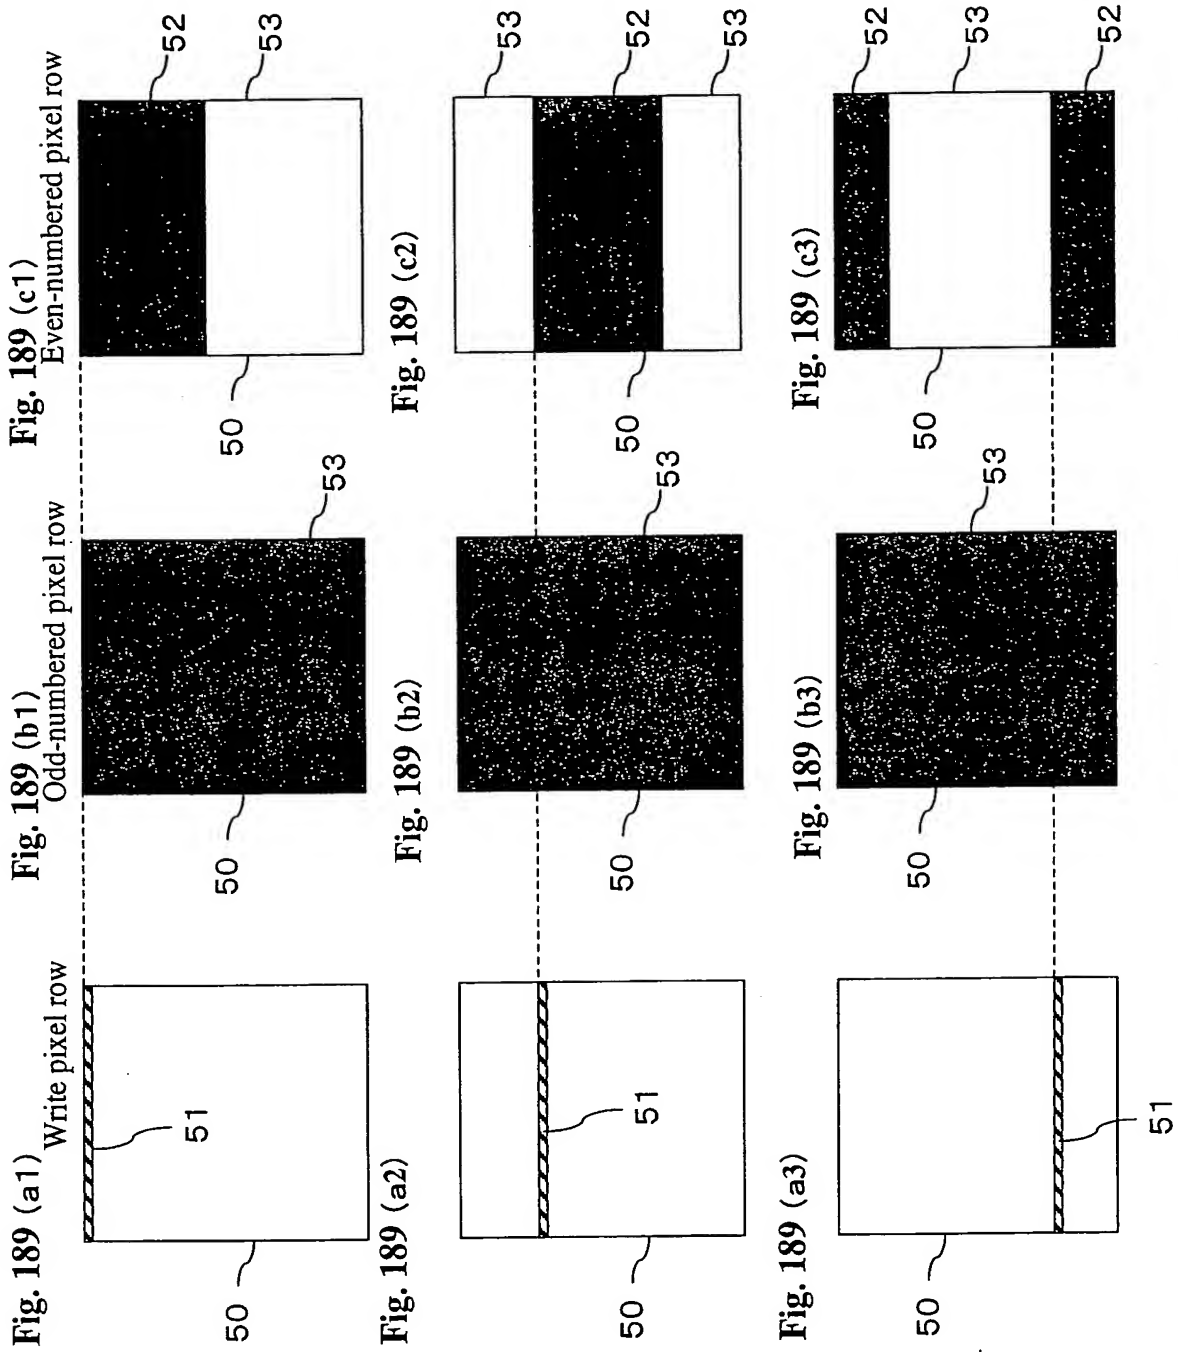 Fig. 189 (a1)
Write pixel row
51
50
Fig. 189 (b1)
Odd-numbered pixel row
53
50
Fig. 189 (c1)
Even-numbered pixel row
52
53
50
Fig. 189 (a2)
51
50
Fig. 189 (b2)
53
50
Fig. 189 (c2)
53
52
53
50
Fig. 189 (a3)
51
50
Fig. 189 (b3)
53
50
Fig. 189 (c3)
52
53
52
50